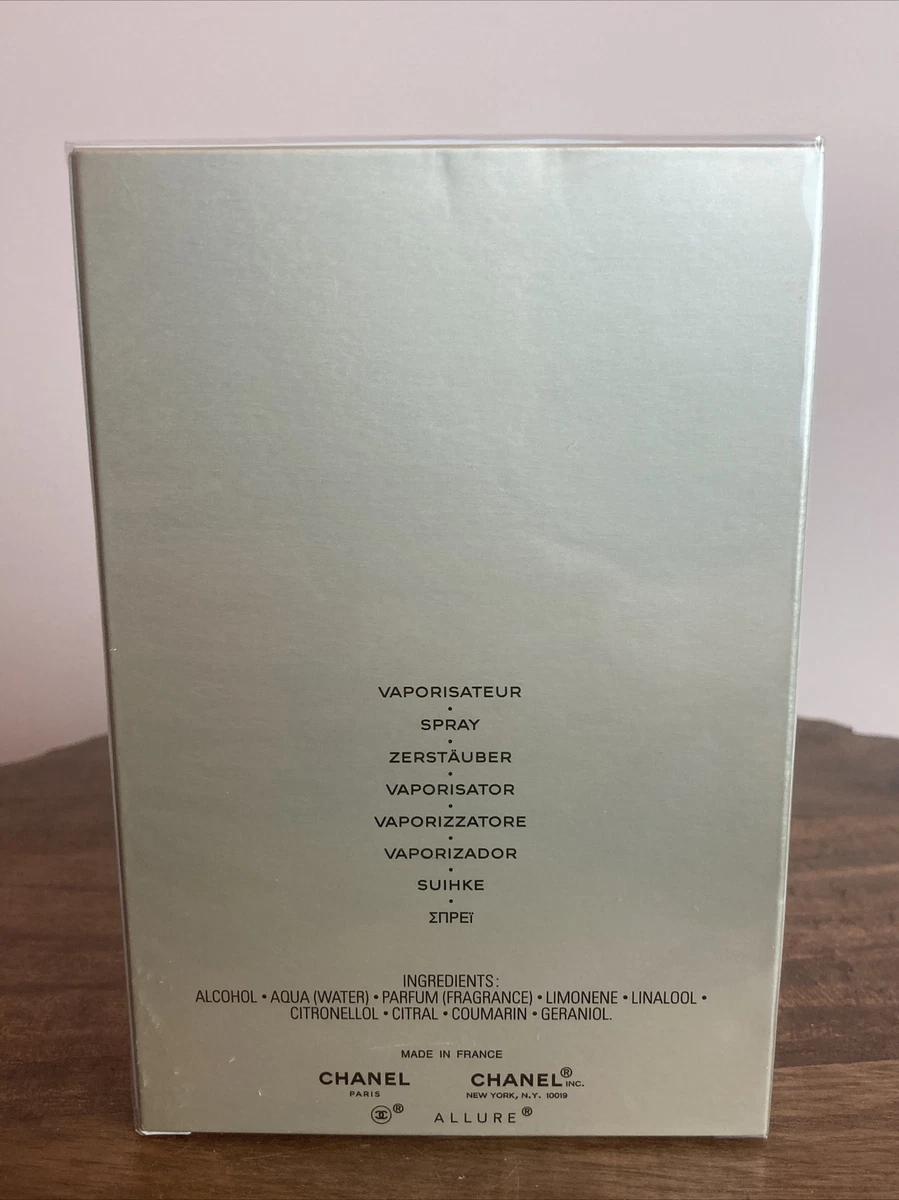 VAPORISATEUR
•
SPRAY
•
ZERSTÄUBER
•
VAPORISATOR
•
VAPORIZZATORE
•
VAPORIZADOR
•
SUIHKE
•
ΣΠΡΕΪ
INGREDIENTS:
ALCOHOL • AQUA (WATER) • PARFUM (FRAGRANCE) • LIMONENE • LINALOOL •
CITRONELLOL • CITRAL • COUMARIN • GERANIOL.
MADE IN FRANCE
CHANEL CHANEL® INC.
PARIS NEW YORK, N.Y. 10019
® ALLURE®